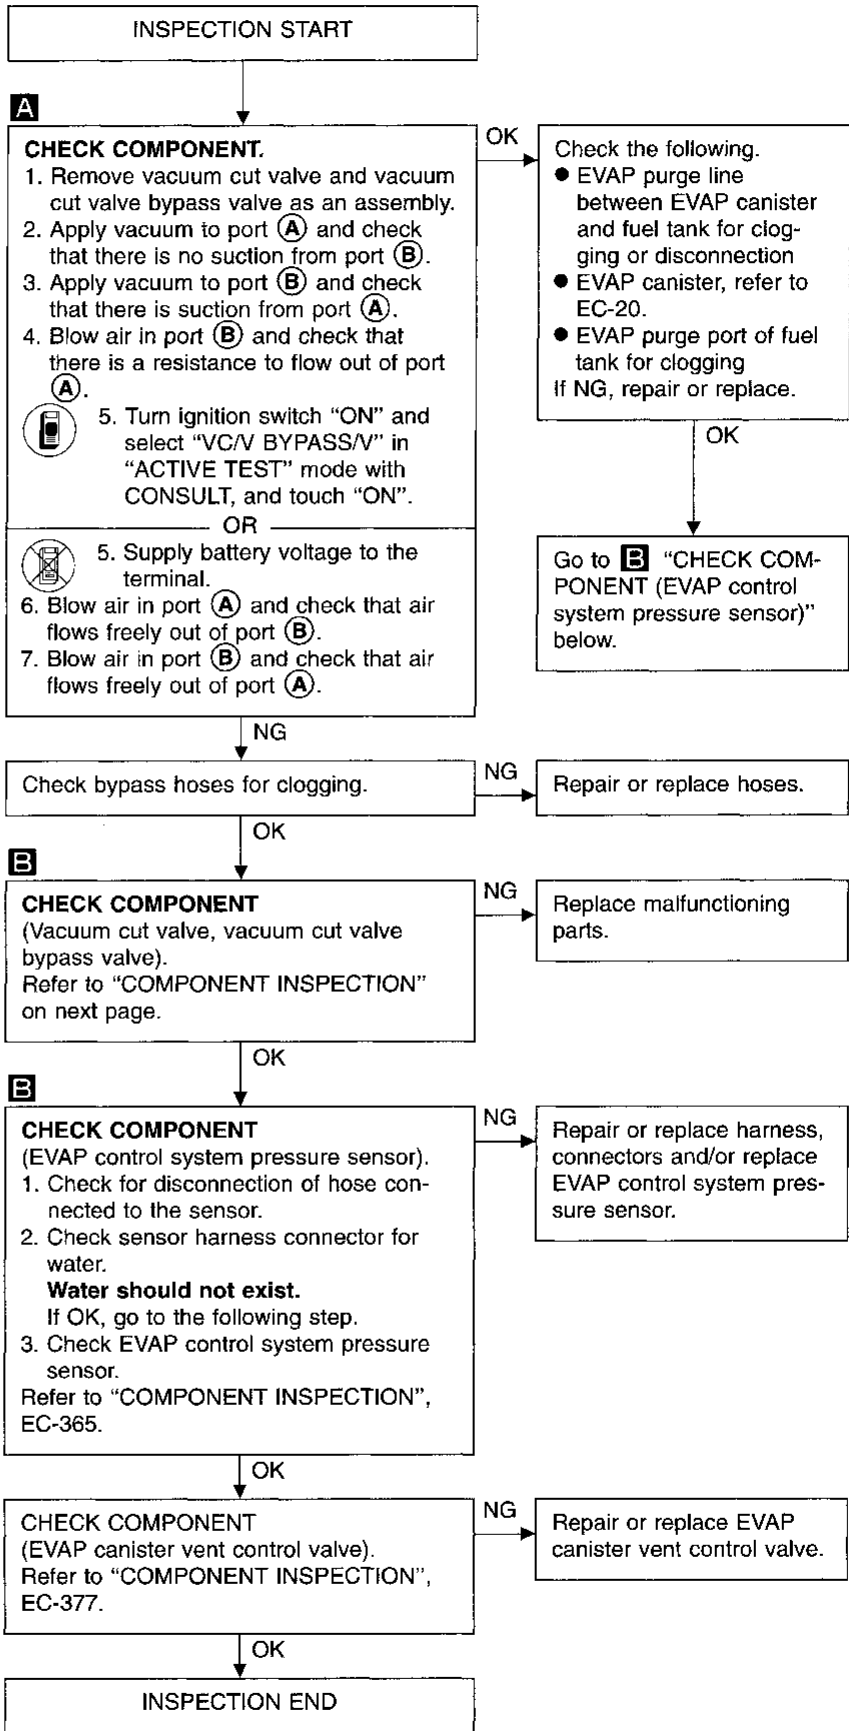 INSPECTION START
A
CHECK COMPONENT.
1. Remove vacuum cut valve and vacuum
cut valve bypass valve as an assembly.
2. Apply vacuum to port Ⓐ and check
that there is no suction from port Ⓑ.
3. Apply vacuum to port Ⓑ and check
that there is suction from port Ⓐ.
4. Blow air in port Ⓑ and check that
there is a resistance to flow out of port
Ⓐ.
5. Turn ignition switch “ON” and
select “VC/V BYPASS/V” in
“ACTIVE TEST” mode with
CONSULT, and touch “ON”.
OR
5. Supply battery voltage to the
terminal.
6. Blow air in port Ⓐ and check that air
flows freely out of port Ⓑ.
7. Blow air in port Ⓑ and check that air
flows freely out of port Ⓐ.
OK
Check the following.
● EVAP purge line
between EVAP canister
and fuel tank for clog-
ging or disconnection
● EVAP canister, refer to
EC-20.
● EVAP purge port of fuel
tank for clogging
If NG, repair or replace.
OK
Go to B “CHECK COM-
PONENT (EVAP control
system pressure sensor)”
below.
NG
Check bypass hoses for clogging.
NG
Repair or replace hoses.
OK
B
CHECK COMPONENT
(Vacuum cut valve, vacuum cut valve
bypass valve).
Refer to “COMPONENT INSPECTION”
on next page.
NG
Replace malfunctioning
parts.
OK
B
CHECK COMPONENT
(EVAP control system pressure sensor).
1. Check for disconnection of hose con-
nected to the sensor.
2. Check sensor harness connector for
water.
Water should not exist.
If OK, go to the following step.
3. Check EVAP control system pressure
sensor.
Refer to “COMPONENT INSPECTION”,
EC-365.
NG
Repair or replace harness,
connectors and/or replace
EVAP control system pres-
sure sensor.
OK
CHECK COMPONENT
(EVAP canister vent control valve).
Refer to “COMPONENT INSPECTION”,
EC-377.
NG
Repair or replace EVAP
canister vent control valve.
OK
INSPECTION END